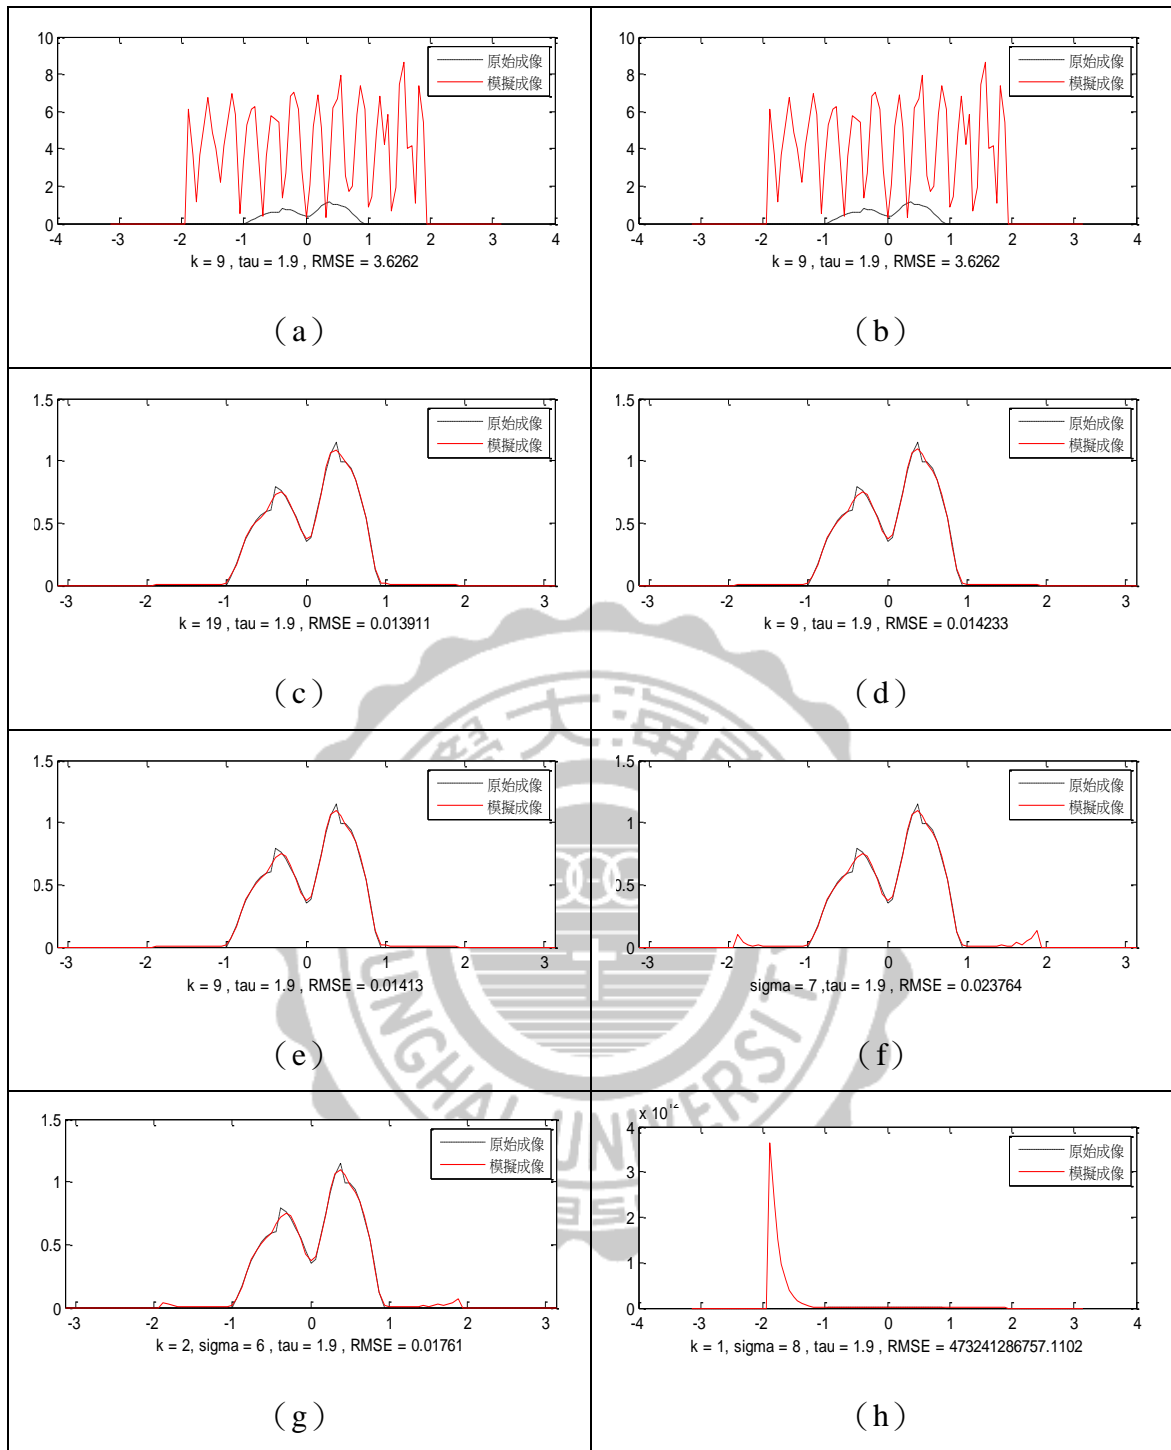 10
8
6
4
2
0
-4 -3 -2 -1 0 1 2 3 4
原始成像
模擬成像
k = 9 , tau = 1.9 , RMSE = 3.6262
（a）
10
8
6
4
2
0
-4 -3 -2 -1 0 1 2 3 4
原始成像
模擬成像
k = 9 , tau = 1.9 , RMSE = 3.6262
（b）
1.5
1
0.5
0
-3 -2 -1 0 1 2 3
原始成像
模擬成像
k = 19 , tau = 1.9 , RMSE = 0.013911
（c）
1.5
1
0.5
0
-3 -2 -1 0 1 2 3
原始成像
模擬成像
k = 9 , tau = 1.9 , RMSE = 0.014233
（d）
1.5
1
0.5
0
-3 -2 -1 0 1 2 3
原始成像
模擬成像
k = 9 , tau = 1.9 , RMSE = 0.01413
（e）
1.5
1
0.5
0
-3 -2 -1 0 1 2 3
原始成像
模擬成像
sigma = 7 ,tau = 1.9 , RMSE = 0.023764
（f）
1.5
1
0.5
0
-3 -2 -1 0 1 2 3
原始成像
模擬成像
k = 2, sigma = 6 , tau = 1.9 , RMSE = 0.01761
（g）
x 10¹²
4
3
2
1
0
-4 -3 -2 -1 0 1 2 3 4
原始成像
模擬成像
k = 1, sigma = 8 , tau = 1.9 , RMSE = 473241286757.1102
（h）
學大海東
UNGHAI UNIVERSIT